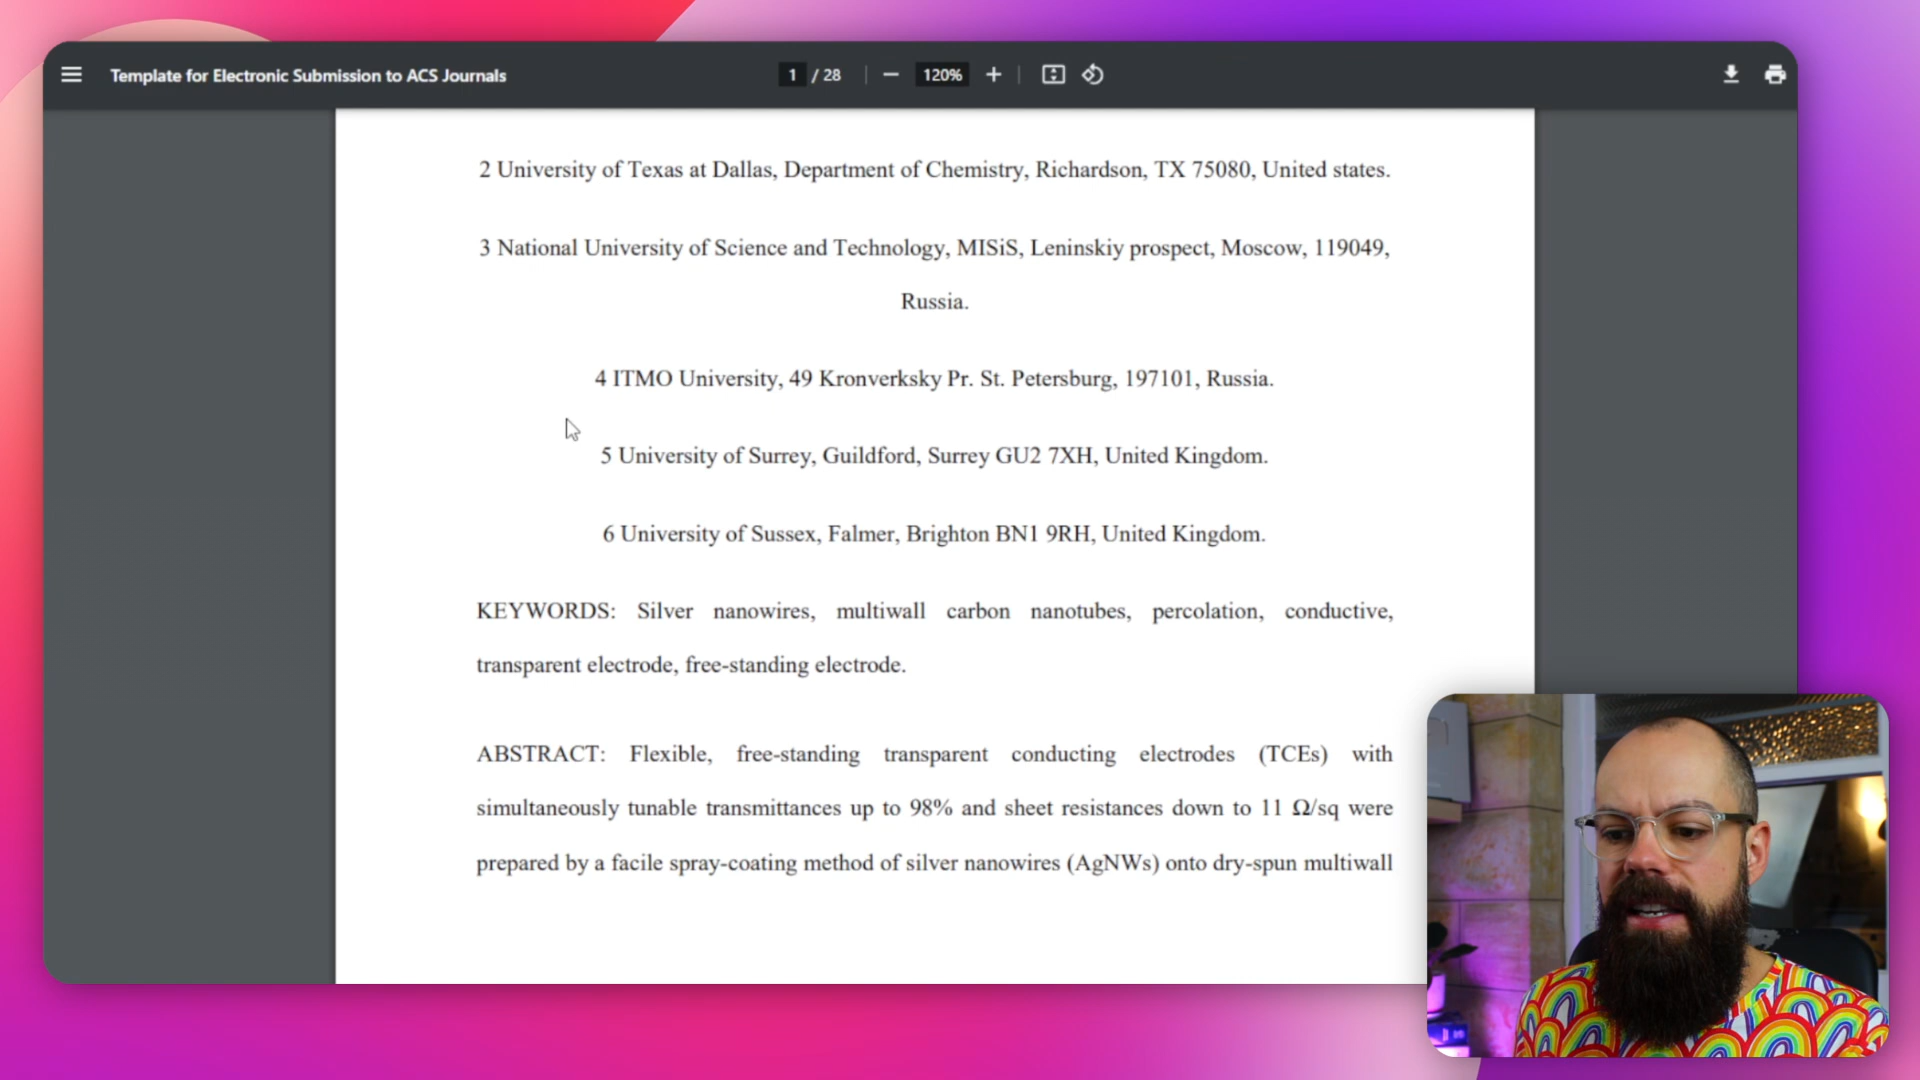 Template for Electronic Submission to ACS Journals
1 / 28
120%
2 University of Texas at Dallas, Department of Chemistry, Richardson, TX 75080, United states.
3 National University of Science and Technology, MISiS, Leninskiy prospect, Moscow, 119049,
Russia.
4 ITMO University, 49 Kronverksky Pr. St. Petersburg, 197101, Russia.
5 University of Surrey, Guildford, Surrey GU2 7XH, United Kingdom.
6 University of Sussex, Falmer, Brighton BN1 9RH, United Kingdom.
KEYWORDS: Silver nanowires, multiwall carbon nanotubes, percolation, conductive,
transparent electrode, free-standing electrode.
ABSTRACT: Flexible, free-standing transparent conducting electrodes (TCEs) with
simultaneously tunable transmittances up to 98% and sheet resistances down to 11 Ω/sq were
prepared by a facile spray-coating method of silver nanowires (AgNWs) onto dry-spun multiwall